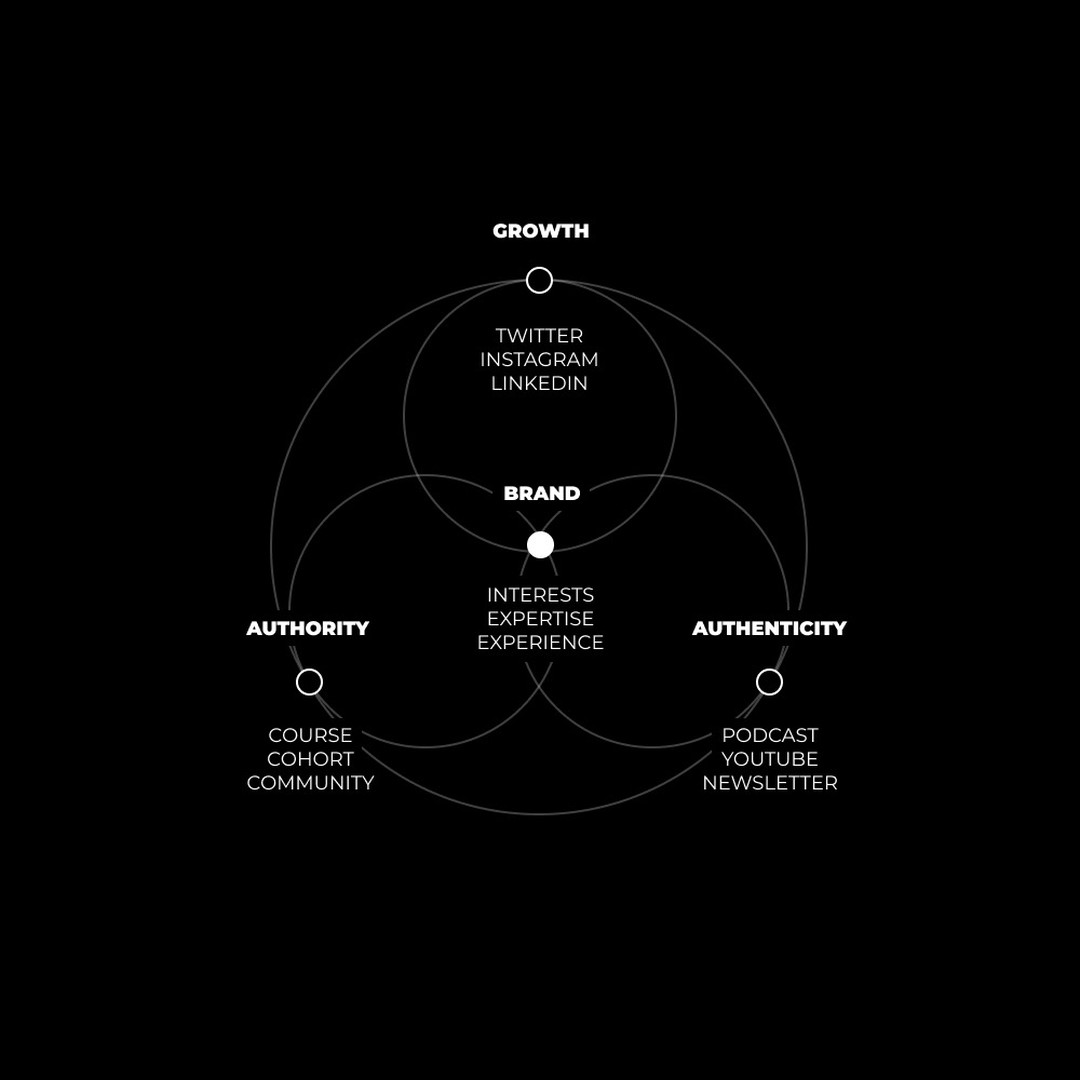 GROWTH
TWITTER
INSTAGRAM
LINKEDIN
BRAND
INTERESTS
EXPERTISE
EXPERIENCE
AUTHORITY
COURSE
COHORT
COMMUNITY
AUTHENTICITY
PODCAST
YOUTUBE
NEWSLETTER